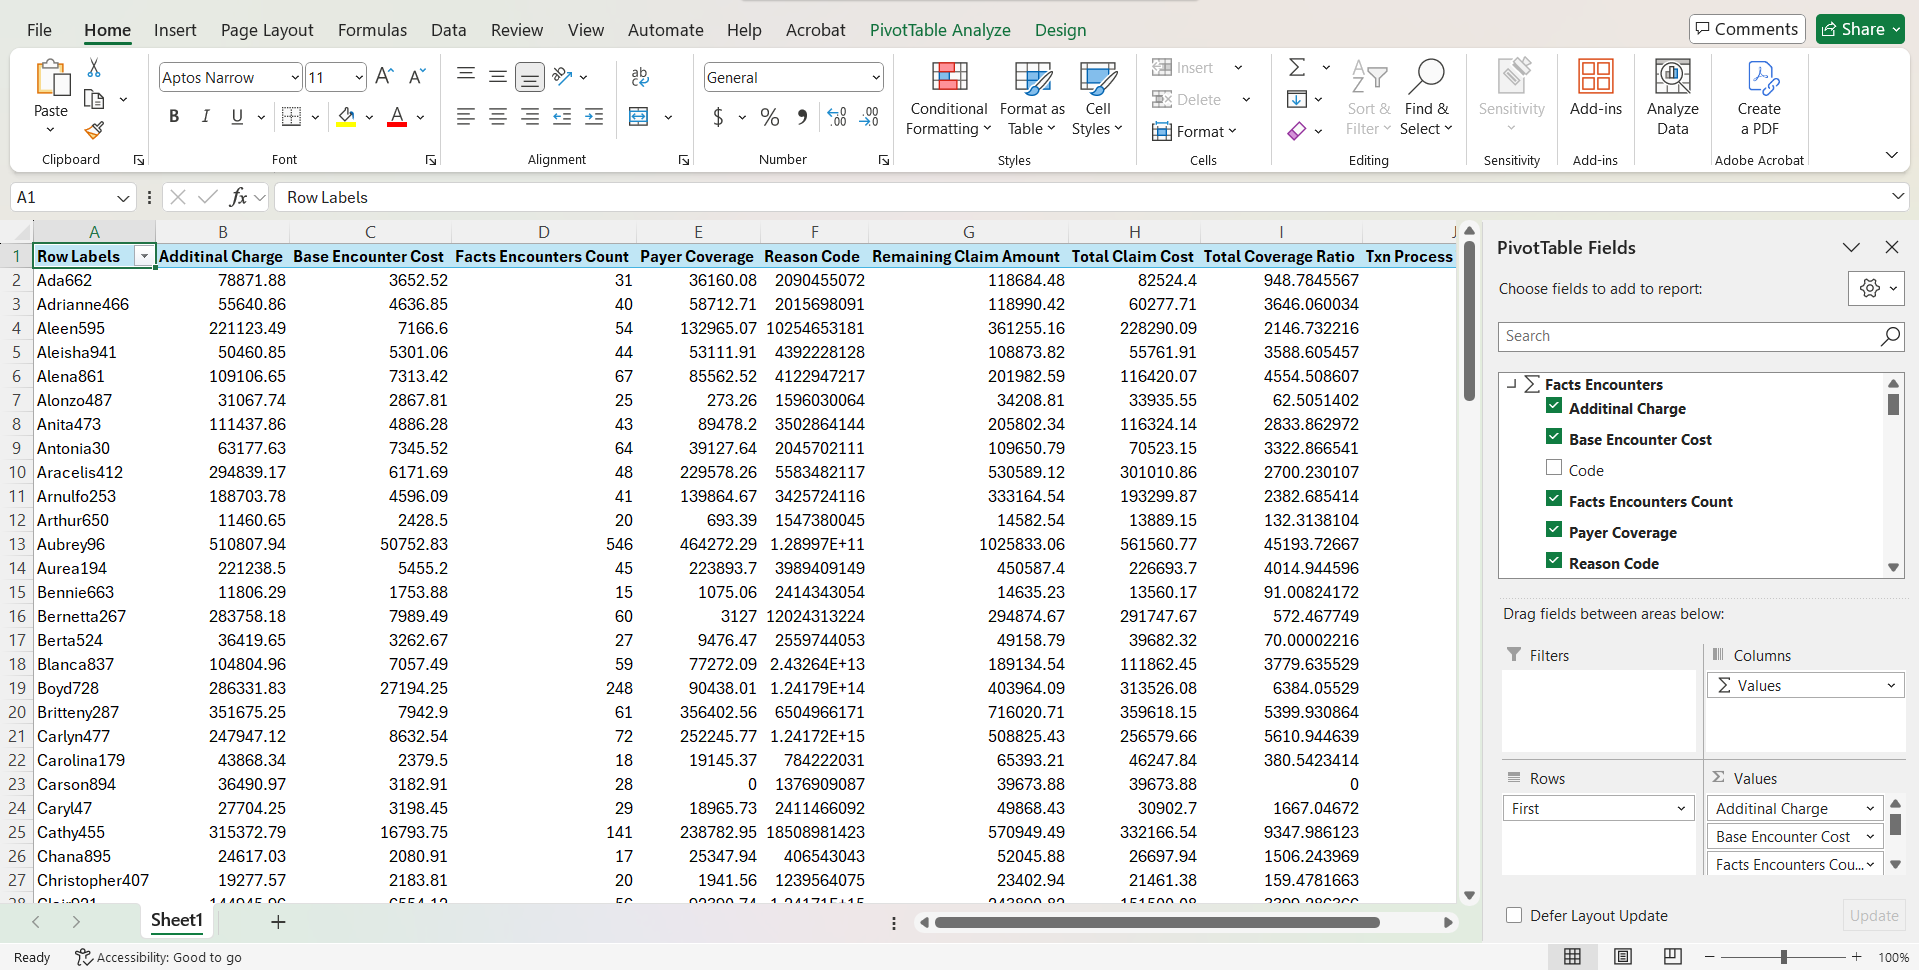 File Home Insert Page Layout Formulas Data Review View Automate Help Acrobat PivotTable Analyze Design Comments Share
Paste
Clipboard
Aptos Narrow 11
B I U
Font
Alignment
General
$ % 9
Number
Conditional Formatting
Format as Table
Cell Styles
Styles
Insert
Delete
Format
Cells
Sort & Filter
Find & Select
Editing
Sensitivity
Sensitivity
Add-ins
Add-ins
Analyze Data
Create a PDF
Adobe Acrobat
A1 fx Row Labels
A B C D E F G H I
1 Row Labels Additinal Charge Base Encounter Cost Facts Encounters Count Payer Coverage Reason Code Remaining Claim Amount Total Claim Cost Total Coverage Ratio Txn Process
2 Ada662 78871.88 3652.52 31 36160.08 2090455072 118684.48 82524.4 948.7845567
3 Adrianne466 55640.86 4636.85 40 58712.71 2015698091 118990.42 60277.71 3646.060034
4 Aleen595 221123.49 7166.6 54 132965.07 10254653181 361255.16 228290.09 2146.732216
5 Aleisha941 50460.85 5301.06 44 53111.91 4392228128 108873.82 55761.91 3588.605457
6 Alena861 109106.65 7313.42 67 85562.52 4122947217 201982.59 116420.07 4554.508607
7 Alonzo487 31067.74 2867.81 25 273.26 1596030064 34208.81 33935.55 62.5051402
8 Anita473 111437.86 4886.28 43 89478.2 3502864144 205802.34 116324.14 2833.862972
9 Antonia30 63177.63 7345.52 64 39127.64 2045702111 109650.79 70523.15 3322.866541
10 Aracelis412 294839.17 6171.69 48 229578.26 5583482117 530589.12 301010.86 2700.230107
11 Arnulfo253 188703.78 4596.09 41 139864.67 3425724116 333164.54 193299.87 2382.685414
12 Arthur650 11460.65 2428.5 20 693.39 1547380045 14582.54 13889.15 132.3138104
13 Aubrey96 510807.94 50752.83 546 464272.29 1.28997E+11 1025833.06 561560.77 45193.72667
14 Aurea194 221238.5 5455.2 45 223893.7 3989409149 450587.4 226693.7 4014.944596
15 Bennie663 11806.29 1753.88 15 1075.06 2414343054 14635.23 13560.17 91.00824172
16 Bernetta267 283758.18 7989.49 60 3127 12024313224 294874.67 291747.67 572.467749
17 Berta524 36419.65 3262.67 27 9476.47 2559744053 49158.79 39682.32 70.00002216
18 Blanca837 104804.96 7057.49 59 77272.09 2.43264E+13 189134.54 111862.45 3779.635529
19 Boyd728 286331.83 27194.25 248 90438.01 1.24179E+14 403964.09 313526.08 6384.05529
20 Britteny287 351675.25 7942.9 61 356402.56 6504966171 716020.71 359618.15 5399.930864
21 Carlyn477 247947.12 8632.54 72 252245.77 1.24172E+15 508825.43 256579.66 5610.944639
22 Carolina179 43868.34 2379.5 18 19145.37 784222031 65393.21 46247.84 380.5423414
23 Carson894 36490.97 3182.91 28 0 1376909087 39673.88 39673.88 0
24 Caryl47 27704.25 3198.45 29 18965.73 2411466092 49868.43 30902.7 1667.04672
25 Cathy455 315372.79 16793.75 141 238782.95 18508981423 570949.49 332166.54 9347.986123
26 Chana895 24617.03 2080.91 17 25347.94 406543043 52045.88 26697.94 1506.243969
27 Christopher407 19277.57 2183.81 20 1941.56 1239564075 23402.94 21461.38 159.4781663
PivotTable Fields
Choose fields to add to report:
Search
Facts Encounters
Additinal Charge
Base Encounter Cost
Code
Facts Encounters Count
Payer Coverage
Reason Code
Drag fields between areas below:
Filters
Columns
Σ Values
Rows
First
Σ Values
Additinal Charge
Base Encounter Cost
Facts Encounters Cou...
Defer Layout Update
Update
Sheet1
Ready Accessibility: Good to go 100%